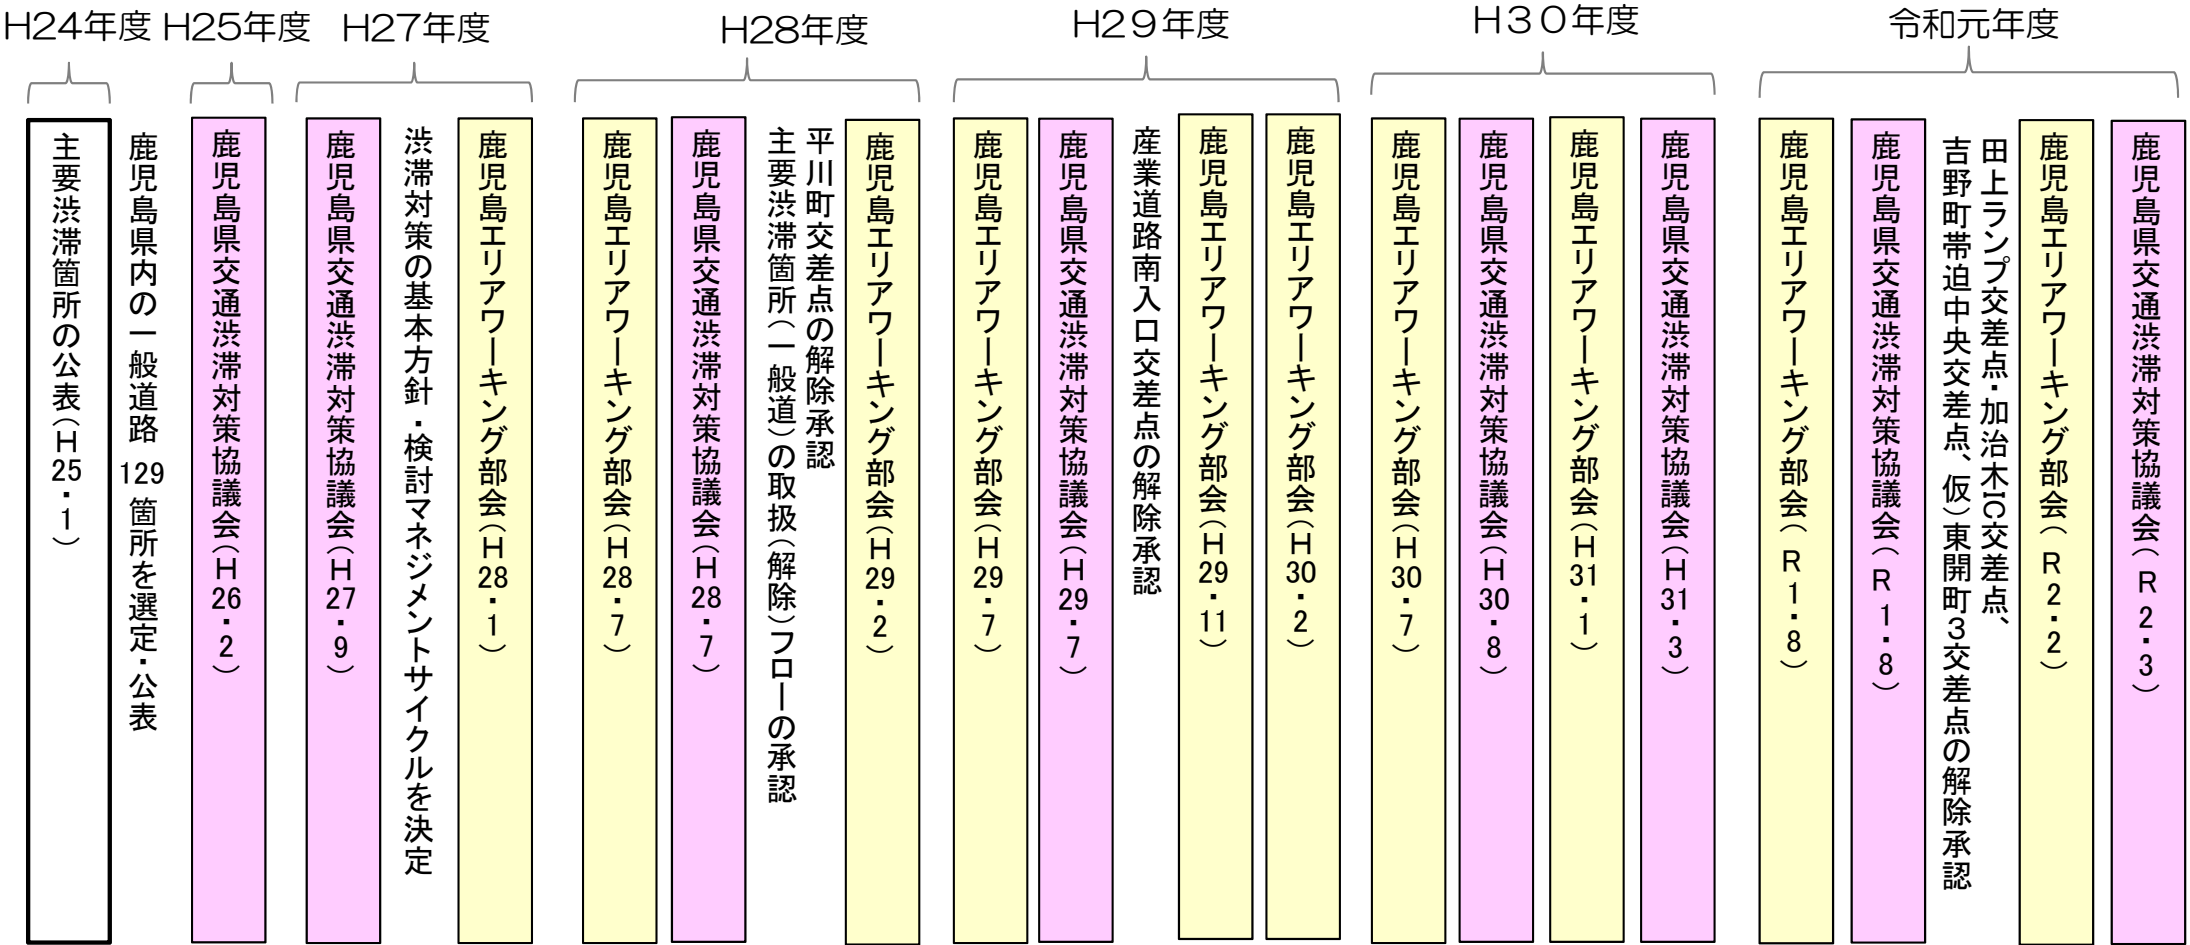 H24年度
H25年度
H27年度
H28年度
H29年度
H30年度
令和元年度
主要渋滞箇所の公表（H25・1）
鹿児島県内の一般道路129箇所を選定・公表
鹿児島県交通渋滞対策協議会（H26・2）
鹿児島県交通渋滞対策協議会（H27・9）
渋滞対策の基本方針・検討マネジメントサイクルを決定
鹿児島エリアワーキング部会（H28・1）
鹿児島エリアワーキング部会（H28・7）
鹿児島県交通渋滞対策協議会（H28・7）
平川町交差点の解除承認
主要渋滞箇所（一般道）の取扱（解除）フローの承認
鹿児島エリアワーキング部会（H29・2）
鹿児島エリアワーキング部会（H29・7）
鹿児島県交通渋滞対策協議会（H29・7）
産業道路南入口交差点の解除承認
鹿児島エリアワーキング部会（H29・11）
鹿児島エリアワーキング部会（H30・2）
鹿児島エリアワーキング部会（H30・7）
鹿児島県交通渋滞対策協議会（H30・8）
鹿児島エリアワーキング部会（H31・1）
鹿児島県交通渋滞対策協議会（H31・3）
鹿児島エリアワーキング部会（R1・8）
鹿児島県交通渋滞対策協議会（R1・8）
田上ランプ交差点・加治木IC交差点、
吉野町帯迫中央交差点、仮）東開町３交差点の解除承認
鹿児島エリアワーキング部会（R2・2）
鹿児島県交通渋滞対策協議会（R2・3）